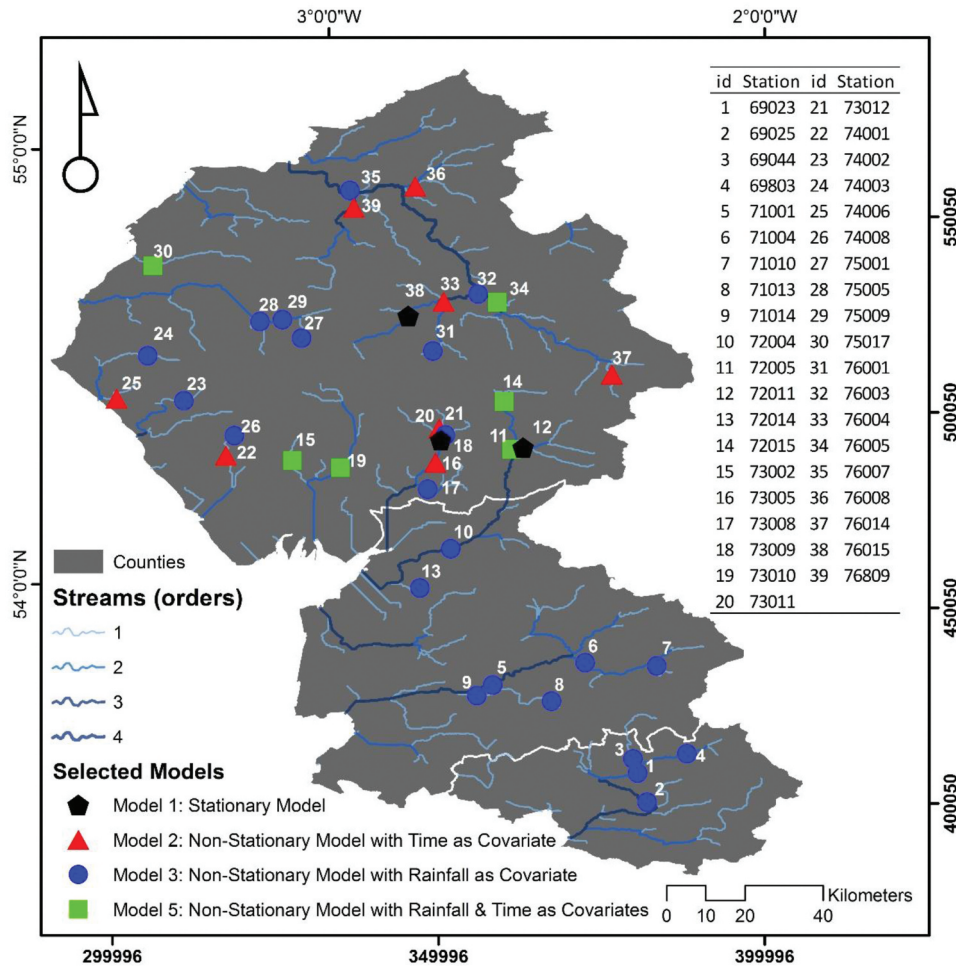 3°0'0"W 2°0'0"W
55°0'0"N
54°0'0"N
550050
500050
450050
400050
299996 349996 399996
id Station id Station
1 69023 21 73012
2 69025 22 74001
3 69044 23 74002
4 69803 24 74003
5 71001 25 74006
6 71004 26 74008
7 71010 27 75001
8 71013 28 75005
9 71014 29 75009
10 72004 30 75017
11 72005 31 76001
12 72011 32 76003
13 72014 33 76004
14 72015 34 76005
15 73002 35 76007
16 73005 36 76008
17 73008 37 76014
18 73009 38 76015
19 73010 39 76809
20 73011
35 36
39
30
32
38 33 34
28 29
27
31
24
37
25 23
14
26
20 21
12
22
15
18
11
19
16
17
10
13
6 7
5
9 8
3 4
1
2
Counties
Streams (orders)
1
2
3
4
Selected Models
Model 1: Stationary Model
Model 2: Non-Stationary Model with Time as Covariate
Model 3: Non-Stationary Model with Rainfall as Covariate
Model 5: Non-Stationary Model with Rainfall & Time as Covariates
Kilometers
0 10 20 40